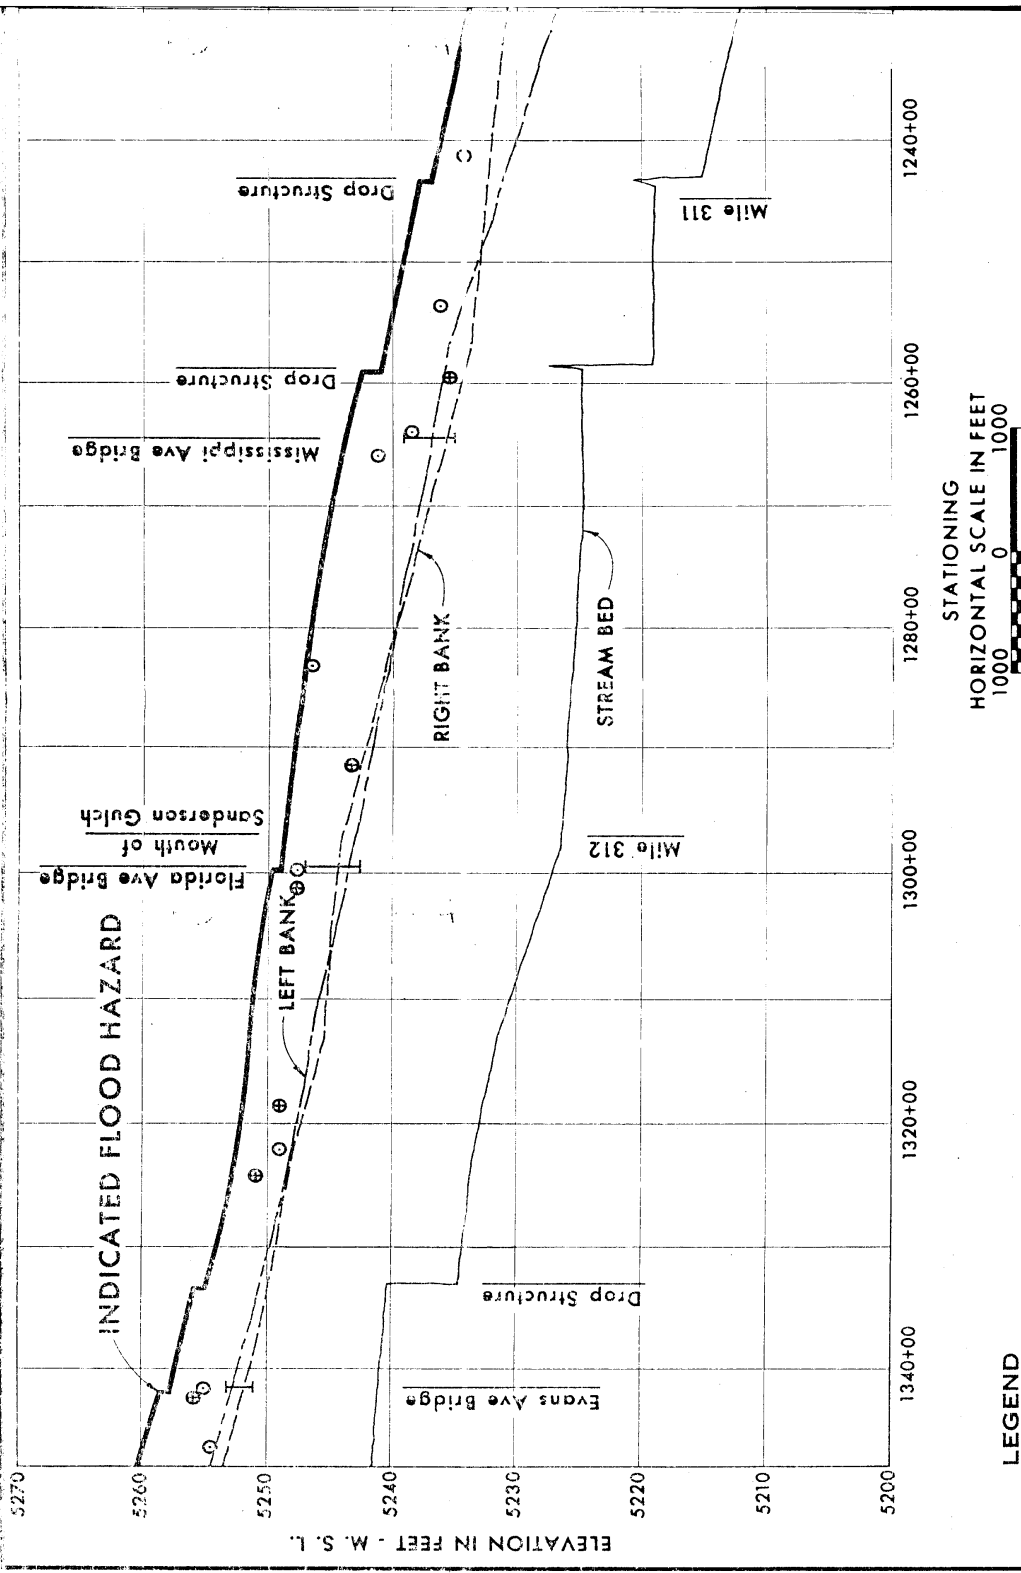 INDICATED FLOOD HAZARD
LEFT BANK
RIGHT BANK
STREAM BED
Florida Ave Bridge
Mouth of
Sanderson Gulch
Mississippi Ave Bridge
Drop Structure
Drop Structure
Evans Ave Bridge
Drop Structure
Mile 312
Mile 311
ELEVATION IN FEET - M. S. L.
5270
5260
5250
5240
5230
5220
5210
5200
1340+00
1320+00
1300+00
1280+00
1260+00
1240+00
STATIONING
HORIZONTAL SCALE IN FEET
1000 0 1000
LEGEND